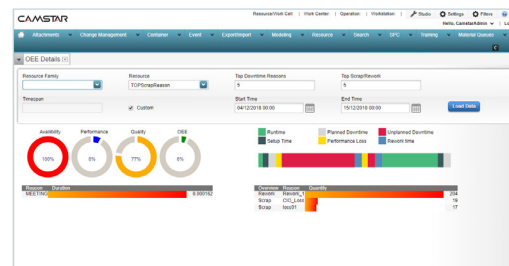 CAMSTAR
Resource/Work Cell: | Work Center: | Operation: | Workstation: | Studio Settings Filters
Hello, CamstarAdmin | Lo
Attachments Change Management Container Event Export/Import Modeling Resource Search SPC Training Material Queues
OEE Details
Resource Family Resource Top Downtime Reasons Top Scrap/Rework
TOPScrapReason 5 5
Timespan Start Time End Time
Custom 04/12/2018 00:00 15/12/2018 00:00 Load Data
Availibility Performance Quality OEE
100% 0% 77% 0%
Runtime Planned Downtime Unplanned Downtime
Setup Time Performance Loss Rework time
Reason Duration
MEETING 0.000162
Overview Reason Quantity
Rework Rework_1 204
Scrap CIO_Loss 19
Scrap loss01 17